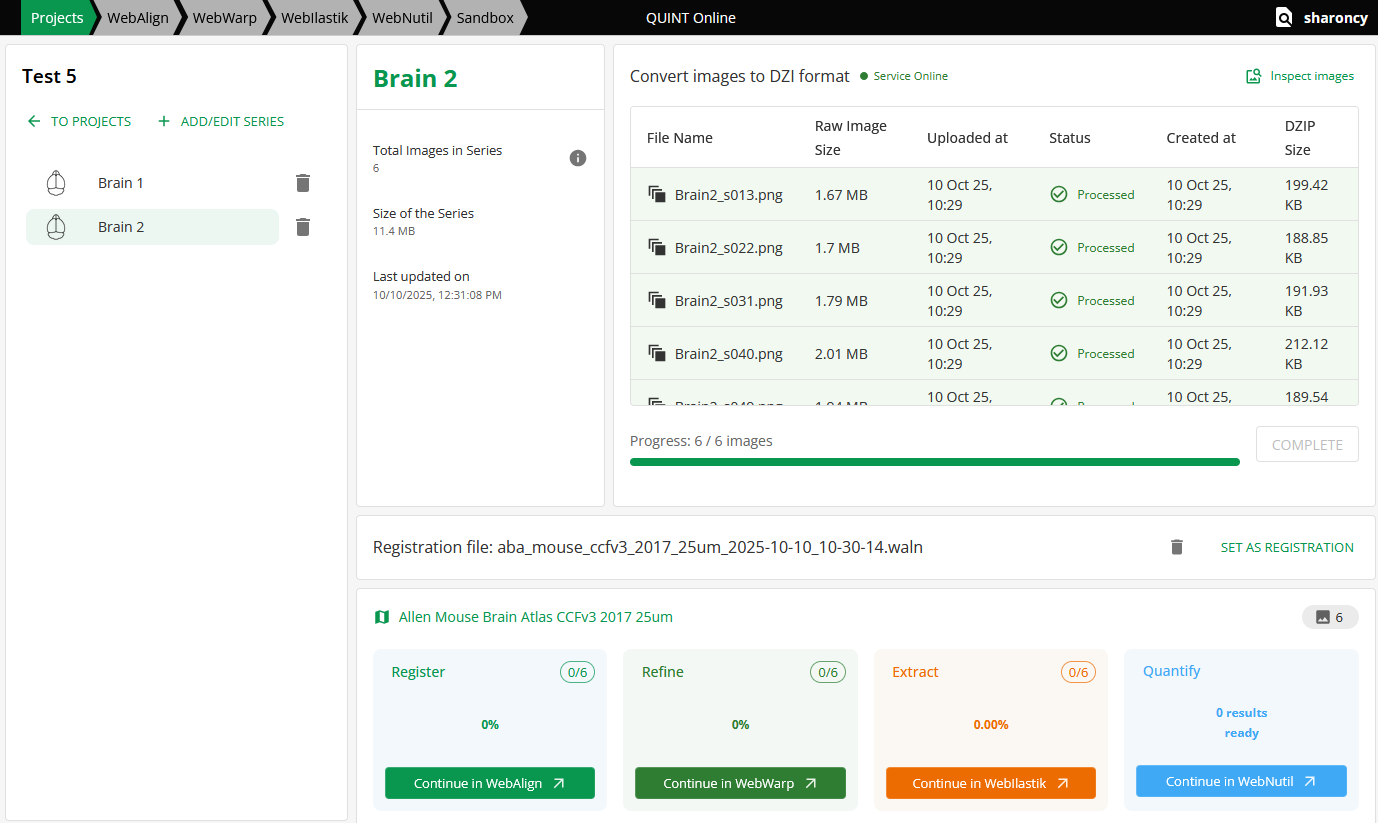 Projects WebAlign WebWarp WebIlastik WebNutil Sandbox QUINT Online sharoncy
Test 5
TO PROJECTS ADD/EDIT SERIES
Brain 1
Brain 2
Brain 2
Total Images in Series
6
Size of the Series
11.4 MB
Last updated on
10/10/2025, 12:31:08 PM
Convert images to DZI format Service Online Inspect images
File Name Raw Image Size Uploaded at Status Created at DZIP Size
Brain2_s013.png 1.67 MB 10 Oct 25, 10:29 Processed 10 Oct 25, 10:29 199.42 KB
Brain2_s022.png 1.7 MB 10 Oct 25, 10:29 Processed 10 Oct 25, 10:29 188.85 KB
Brain2_s031.png 1.79 MB 10 Oct 25, 10:29 Processed 10 Oct 25, 10:29 191.93 KB
Brain2_s040.png 2.01 MB 10 Oct 25, 10:29 Processed 10 Oct 25, 10:29 212.12 KB
10 Oct 25, 10 Oct 25, 189.54
Progress: 6 / 6 images COMPLETE
Registration file: aba_mouse_ccfv3_2017_25um_2025-10-10_10-30-14.waln SET AS REGISTRATION
Allen Mouse Brain Atlas CCFv3 2017 25um 6
Register 0/6
0%
Continue in WebAlign
Refine 0/6
0%
Continue in WebWarp
Extract 0/6
0.00%
Continue in WebIlastik
Quantify
0 results
ready
Continue in WebNutil